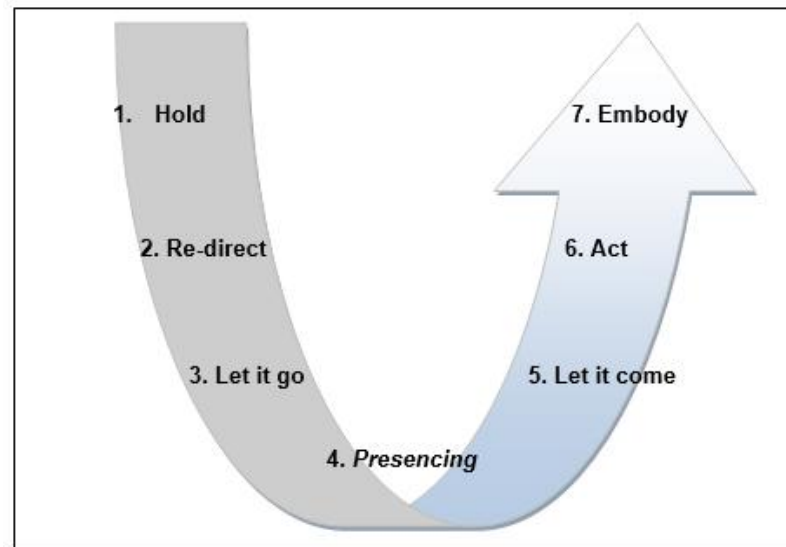 1. Hold
2. Re-direct
3. Let it go
4. Presencing
5. Let it come
6. Act
7. Embody